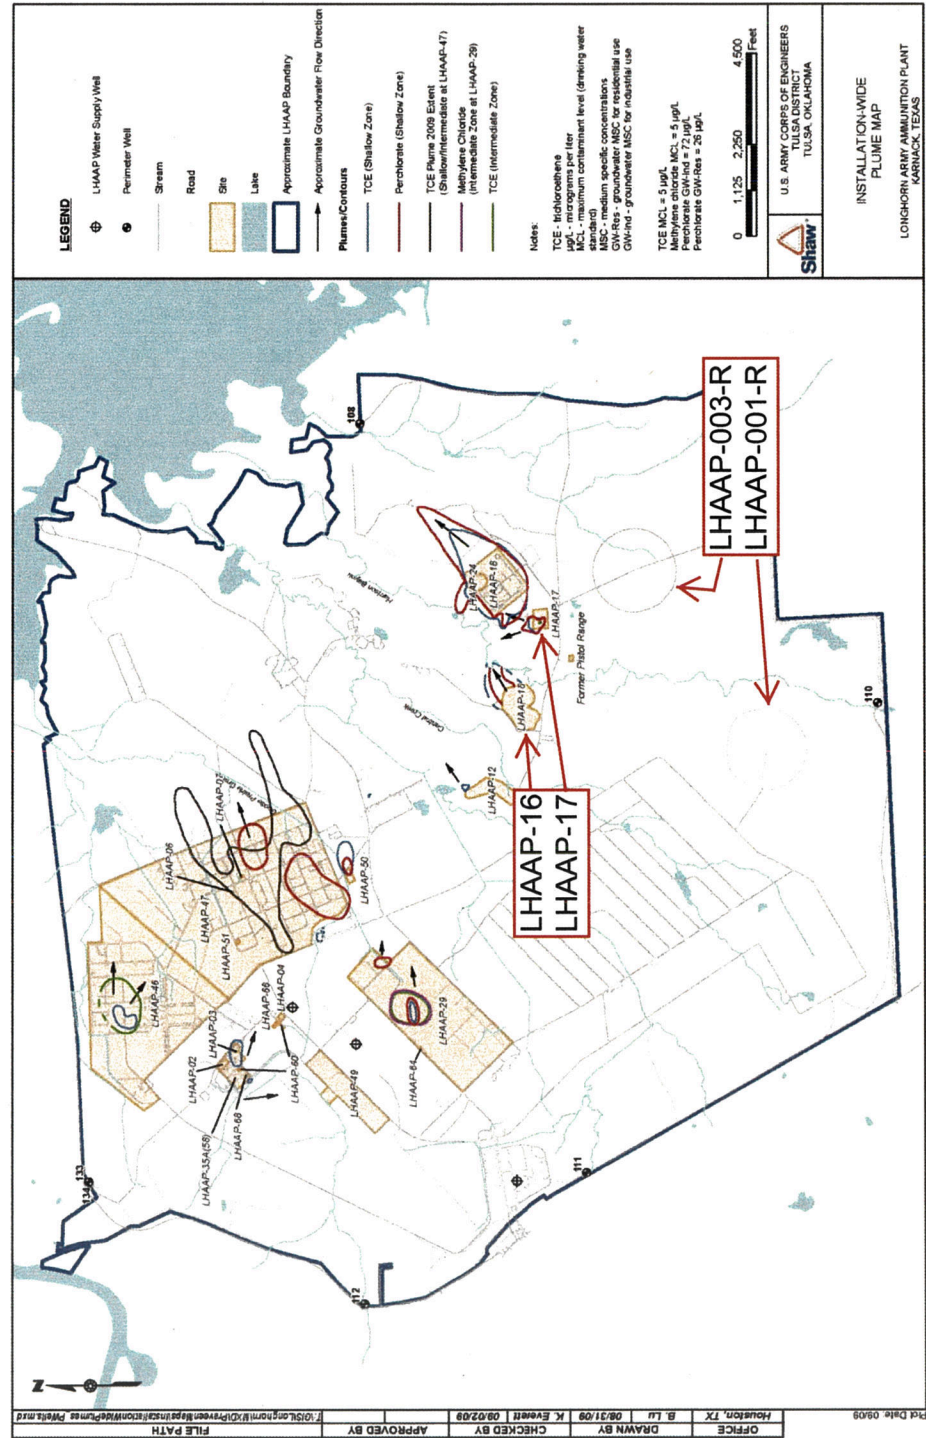 LEGEND
LHAAP Water Supply Well
Perimeter Well
Stream
Road
Site
Lake
Approximate LHAAP Boundary
Approximate Groundwater Flow Direction
Plumes/Contours
TCE (Shallow Zone)
Perchlorate (Shallow Zone)
TCE Plume 2009 Extent
(Shallow/Intermediate at LHAAP-47)
Methylene Chloride
(Intermediate Zone at LHAAP-29)
TCE (Intermediate Zone)
Notes:
TCE - trichloroethene
µg/L - micrograms per liter
MCL - maximum contaminant level (drinking water
standard)
MSC - medium specific concentrations
GW-Res - groundwater MSC for residential use
GW-Ind - groundwater MSC for industrial use
TCE MCL = 5 µg/L
Methylene chloride MCL = 5 µg/L
Perchlorate GW-Ind = 72 µg/L
Perchlorate GW-Res = 26 µg/L
0 1,125 2,250 4,500
Feet
Shaw
U.S. ARMY CORPS OF ENGINEERS
TULSA DISTRICT
TULSA, OKLAHOMA
INSTALLATION-WIDE
PLUME MAP
LONGHORN ARMY AMMUNITION PLANT
KARNACK, TEXAS
N
133
134
112
111
110
108
LHAAP-46
LHAAP-06
LHAAP-07
LHAAP-47
LHAAP-51
LHAAP-02
LHAAP-03
LHAAP-66
LHAAP-04
LHAAP-35A(58)
LHAAP-68
LHAAP-60
LHAAP-50
LHAAP-49
LHAAP-64
LHAAP-29
LHAAP-12
LHAAP-24
LHAAP-17
Central Creek
Harrison Bayou
Former Pistol Range
LHAAP-16
LHAAP-17
LHAAP-003-R
LHAAP-001-R
OFFICE
Houston, TX
DRAWN BY
B. Lu
08/31/09
CHECKED BY
K. Everett
09/02/09
APPROVED BY
FILE PATH
Plot Date: 09/09